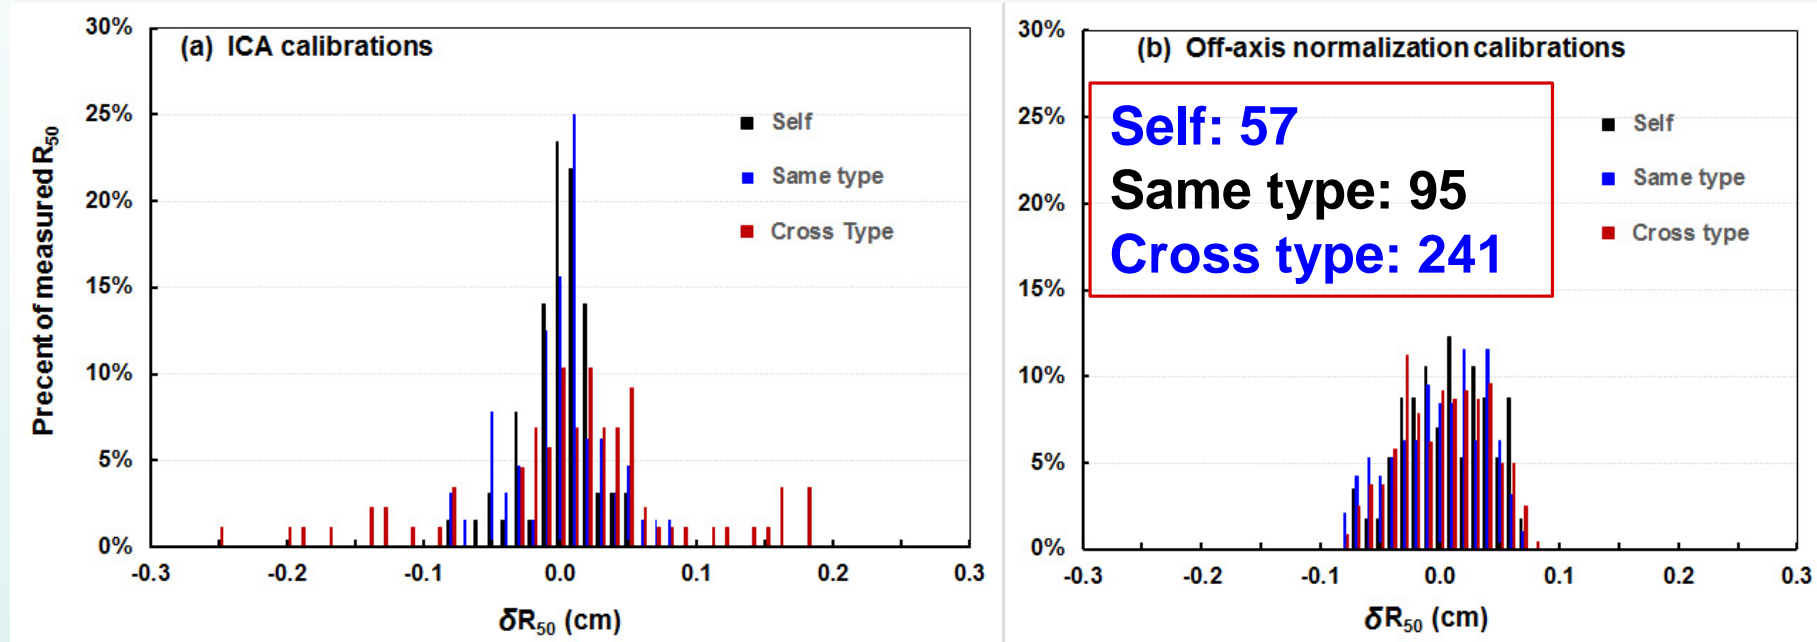 (a) ICA calibrations
30%
25%
20%
15%
10%
5%
0%
Precent of measured R50
Self
Same type
Cross Type
-0.3
-0.2
-0.1
0.0
0.1
0.2
0.3
δR50 (cm)
(b) Off-axis normalization calibrations
30%
25%
20%
15%
10%
5%
0%
Self: 57
Same type: 95
Cross type: 241
Self
Same type
Cross type
-0.3
-0.2
-0.1
0.0
0.1
0.2
0.3
δR50 (cm)